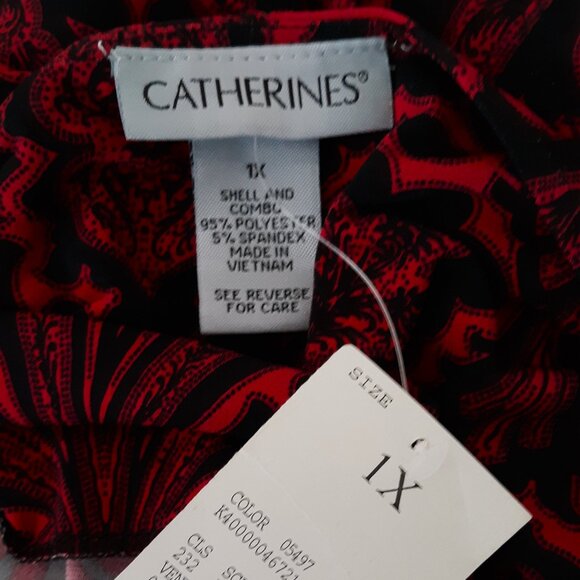 CATHERINES®
1X
SHELL AND
COMBO
95% POLYESTER
5% SPANDEX
MADE IN
VIETNAM
SEE REVERSE
FOR CARE
SIZE
1X
COLOR 05497
CLS
232